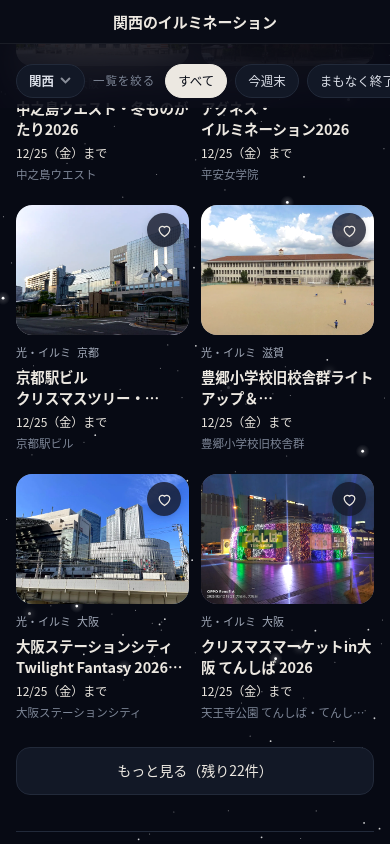 関西のイルミネーション
関西
一覧を絞る
すべて
今週末
まもなく終了
中之島ウエスト・冬ものが
たり2026
12/25（金）まで
中之島ウエスト
アグネス・
イルミネーション2026
12/25（金）まで
平安女学院
光・イルミ 京都
京都駅ビル
クリスマスツリー・…
12/25（金）まで
京都駅ビル
光・イルミ 滋賀
豊郷小学校旧校舎群ライト
アップ＆…
12/25（金）まで
豊郷小学校旧校舎群
光・イルミ 大阪
大阪ステーションシティ
Twilight Fantasy 2026…
12/25（金）まで
大阪ステーションシティ
てんしば
光・イルミ 大阪
クリスマスマーケットin大
阪 てんしば 2026
12/25（金）まで
天王寺公園 てんしば・てんし…
もっと見る（残り22件）